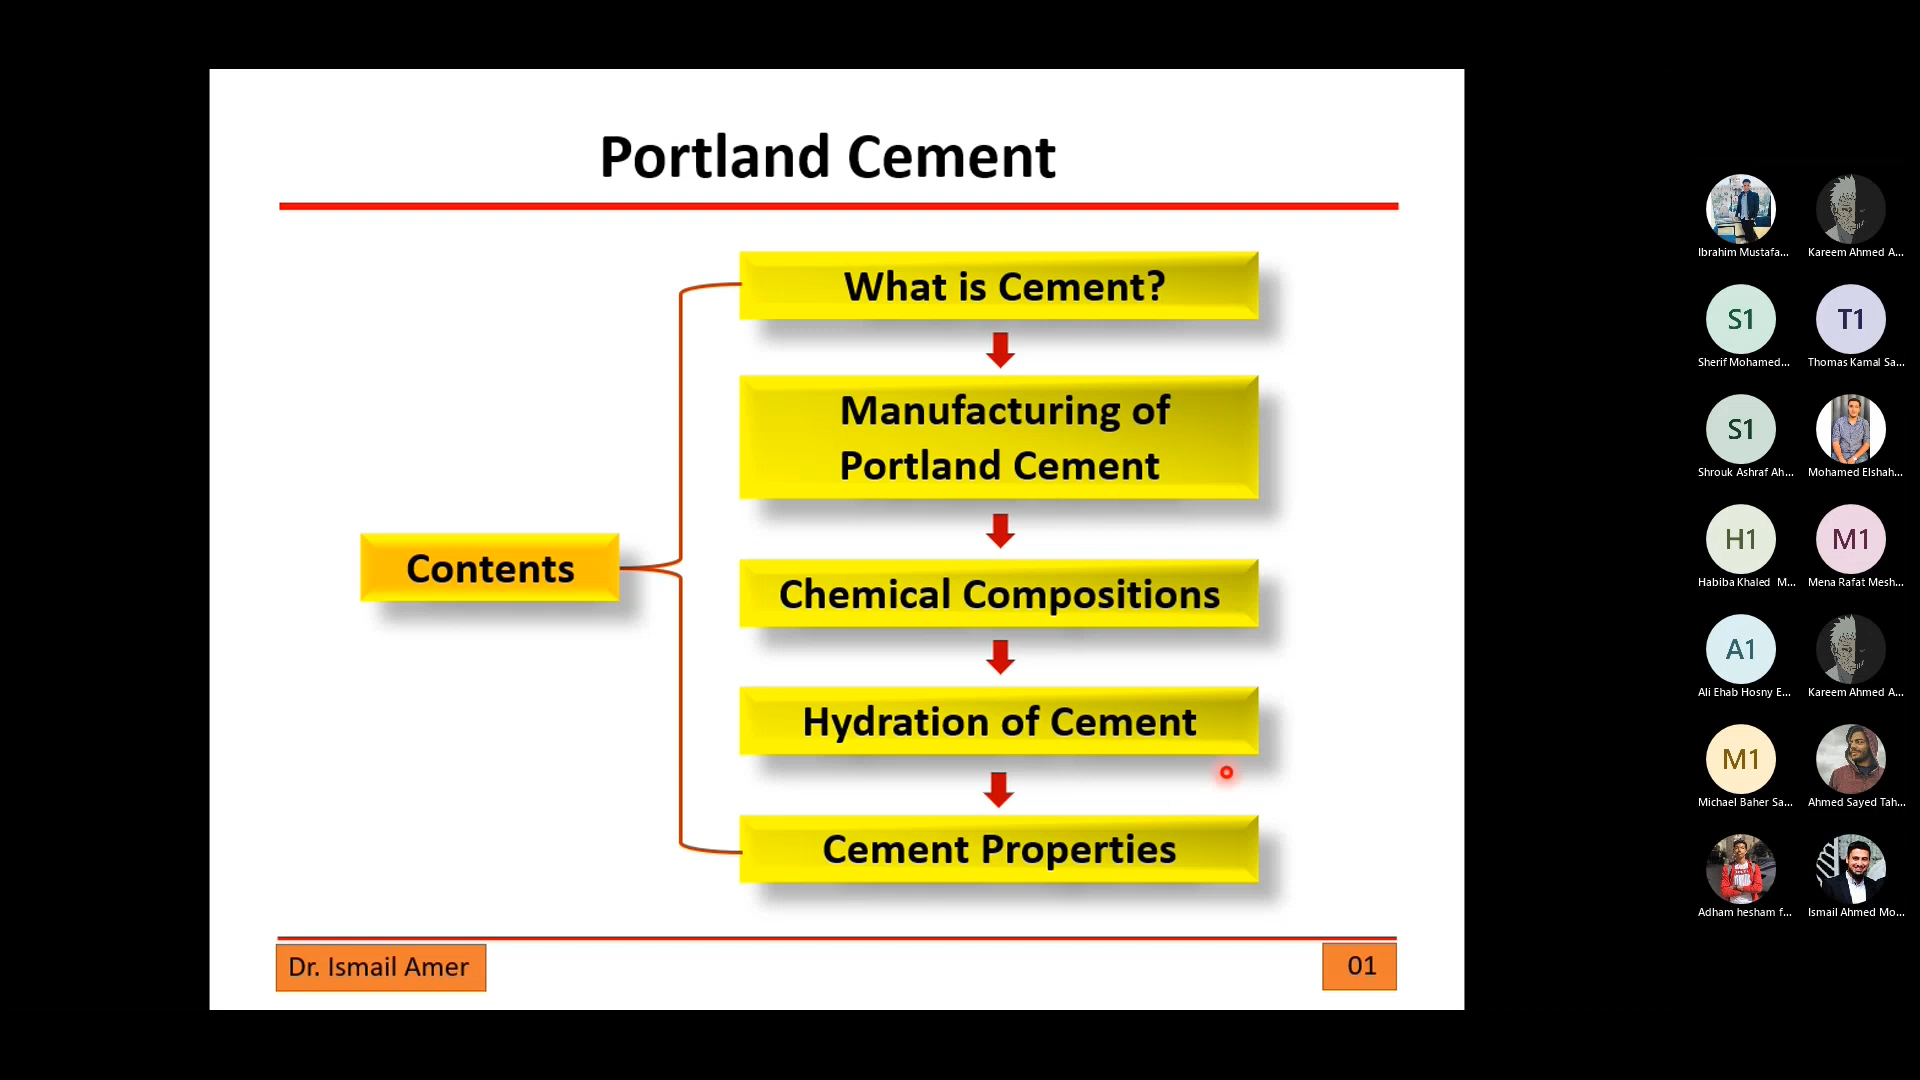 Portland Cement
What is Cement?
Manufacturing of
Portland Cement
Contents
Chemical Compositions
Hydration of Cement
Cement Properties
Dr. Ismail Amer
01
Ibrahim Mustafa...
Kareem Ahmed A...
S1
T1
Sherif Mohamed...
Thomas Kamal Sa...
S1
Shrouk Ashraf Ah...
Mohamed Elshah...
H1
M1
Habiba Khaled M...
Mena Rafat Mesh...
A1
Ali Ehab Hosny E...
Kareem Ahmed A...
M1
Michael Baher Sa...
Ahmed Sayed Tah...
Adham hesham f...
Ismail Ahmed Mo...